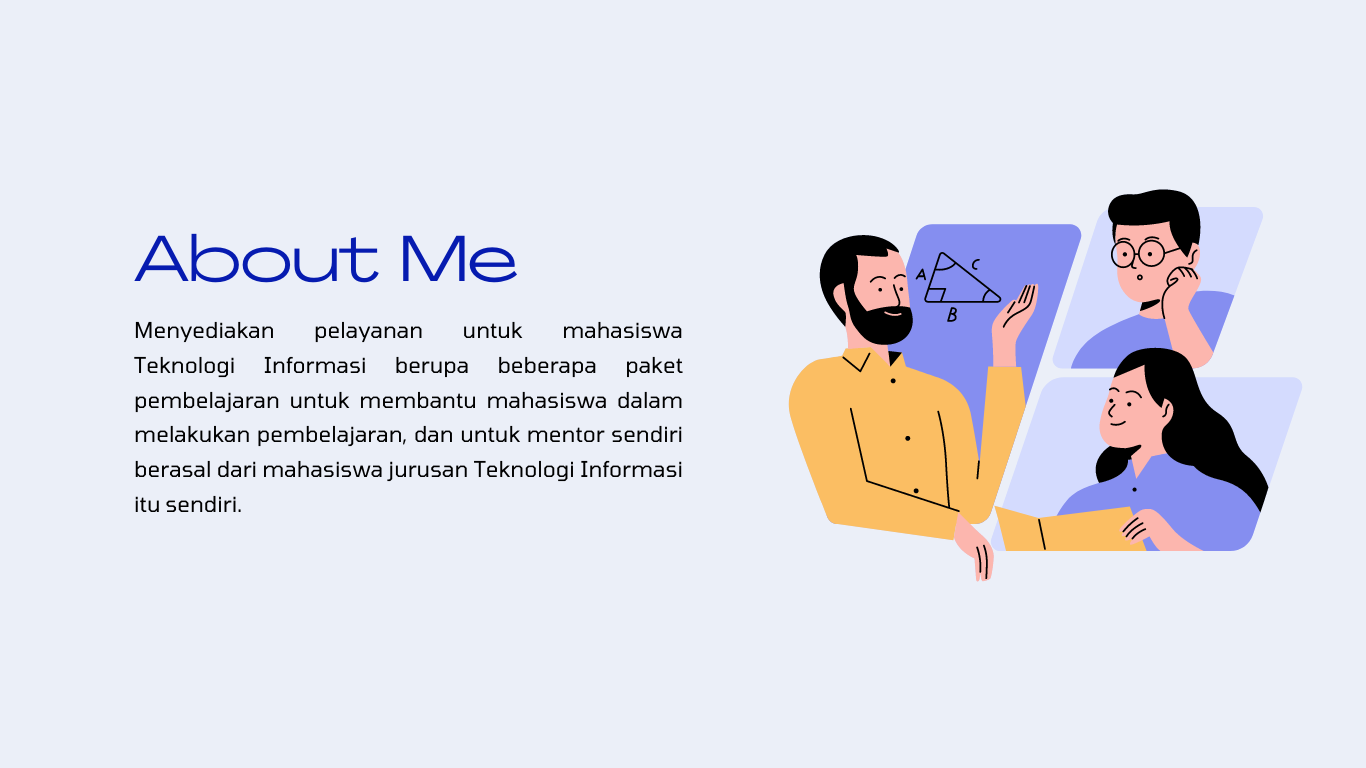 About Me
Menyediakan pelayanan untuk mahasiswa
Teknologi Informasi berupa beberapa paket
pembelajaran untuk membantu mahasiswa dalam
melakukan pembelajaran, dan untuk mentor sendiri
berasal dari mahasiswa jurusan Teknologi Informasi
itu sendiri.
A
C
B